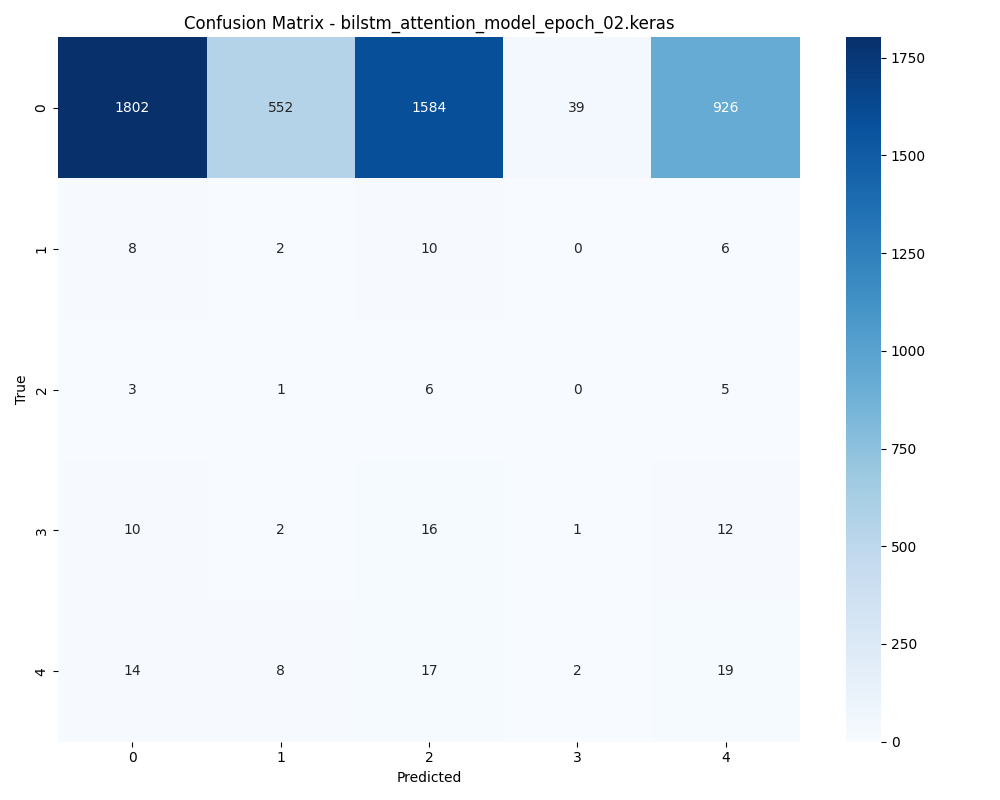 Confusion Matrix - bilstm_attention_model_epoch_02.keras
0 1802 552 1584 39 926
1 8 2 10 0 6
2 3 1 6 0 5
3 10 2 16 1 12
4 14 8 17 2 19
0 1 2 3 4
True
Predicted
1750
1500
1250
1000
750
500
250
0